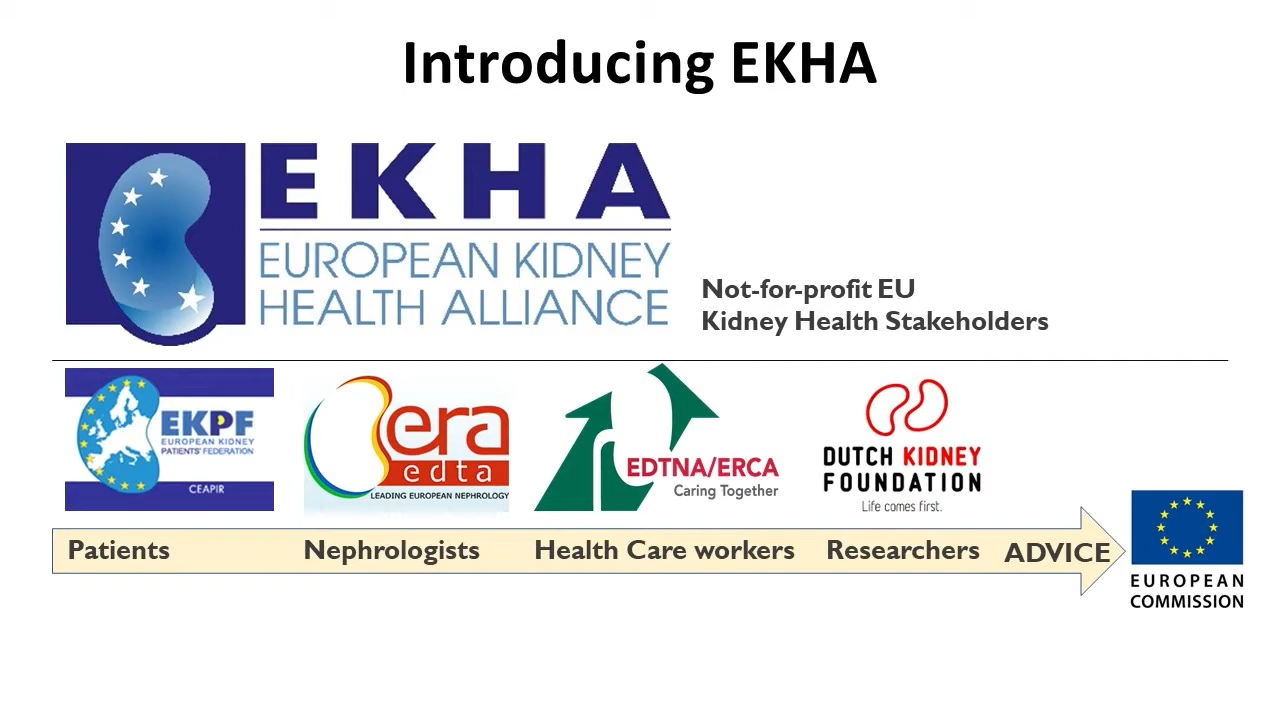 Introducing EKHA
EKHA
EUROPEAN KIDNEY
HEALTH ALLIANCE
Not-for-profit EU
Kidney Health Stakeholders
EKPF
EUROPEAN KIDNEY
PATIENTS' FEDERATION
CEAPIR
era
edta
LEADING EUROPEAN NEPHROLOGY
EDTNA/ERCA
Caring Together
DUTCH KIDNEY
FOUNDATION
Life comes first.
Patients
Nephrologists
Health Care workers
Researchers
ADVICE
EUROPEAN
COMMISSION